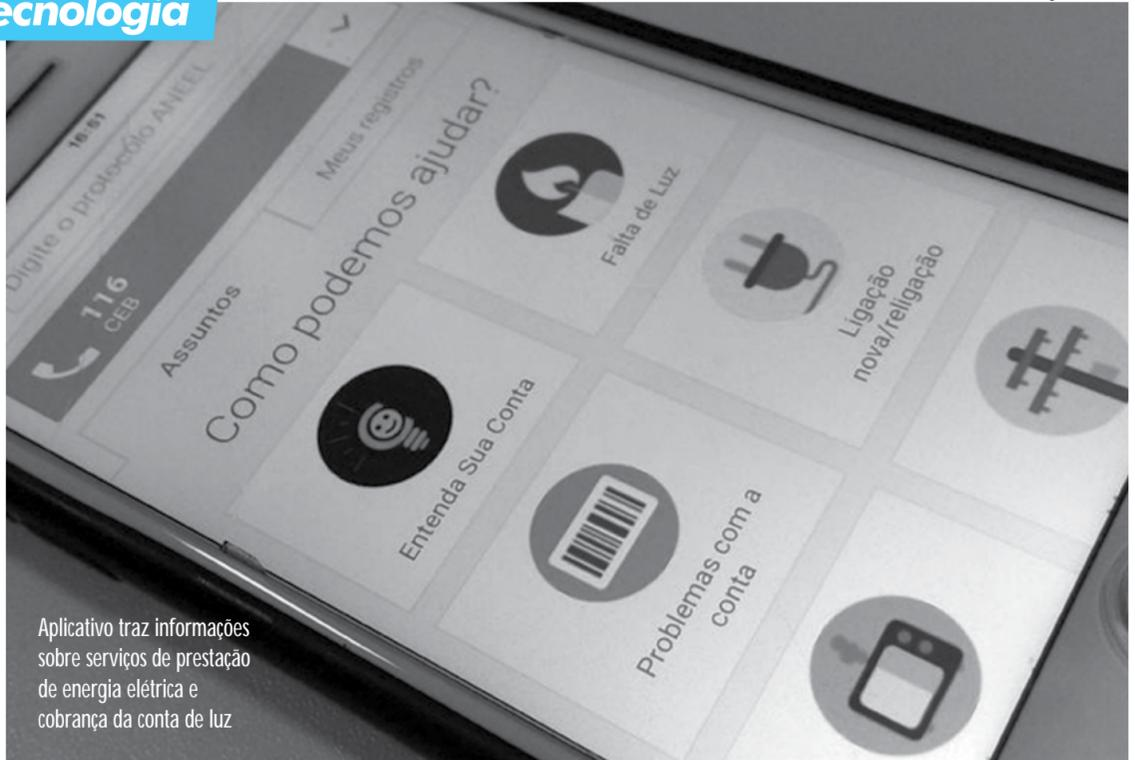 ecnologia
16:51
Digite o protocolo ANEEL
116
CEB
Assuntos
Meus registros
Como podemos ajudar?
Entenda Sua Conta
Falta de Luz
Problemas com a
conta
Ligação
nova/religação
Aplicativo traz informações
sobre serviços de prestação
de energia elétrica e
cobrança da conta de luz